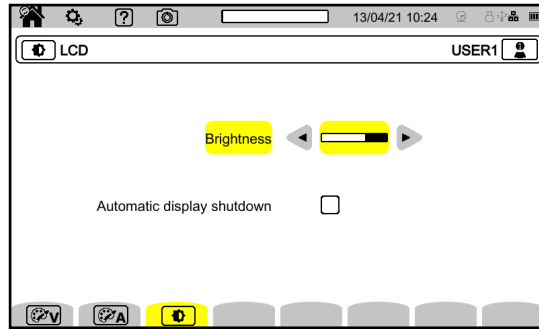 ? 13/04/21 10:24
LCD USER1
Brightness
Automatic display shutdown
V A